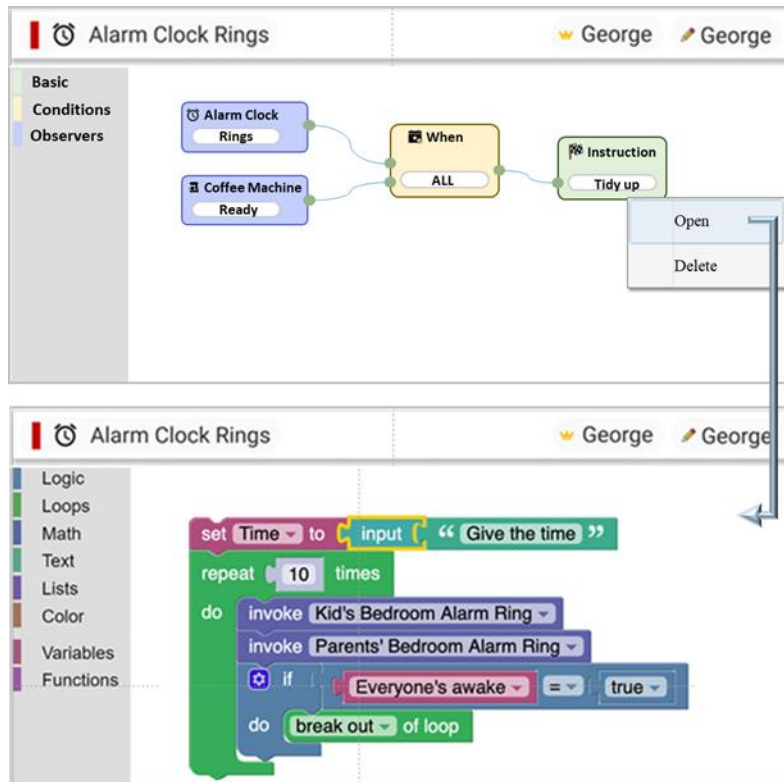 Alarm Clock Rings George George
Basic
Conditions
Observers
Alarm Clock
Rings
Coffee Machine
Ready
When
ALL
Instruction
Tidy up
Open
Delete
Alarm Clock Rings George George
Logic
Loops
Math
Text
Lists
Color
Variables
Functions
set Time to input “ Give the time ”
repeat 10 times
do invoke Kid's Bedroom Alarm Ring
invoke Parents' Bedroom Alarm Ring
if Everyone's awake = true
do break out of loop